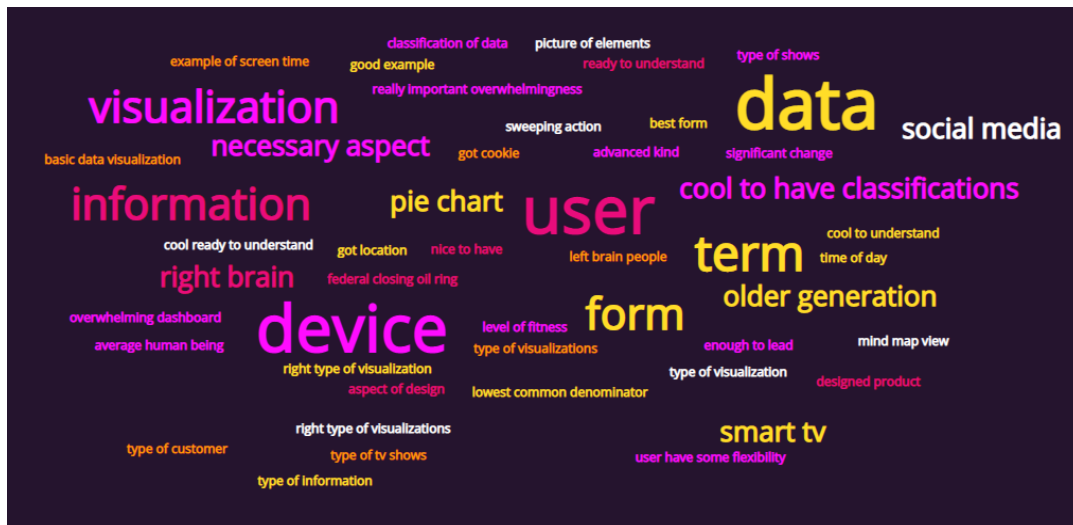 classification of data
picture of elements
type of shows
example of screen time
good example
ready to understand
visualization
really important overwhelmingness
data
sweeping action
best form
social media
necessary aspect
basic data visualization
got cookie
advanced kind
significant change
information
pie chart
user
cool to have classifications
cool ready to understand
got location
nice to have
left brain people
term
cool to understand
time of day
right brain
federal closing oil ring
older generation
overwhelming dashboard
device
level of fitness
form
average human being
type of visualizations
enough to lead
mind map view
right type of visualization
type of visualization
aspect of design
lowest common denominator
designed product
right type of visualizations
smart tv
type of customer
type of tv shows
user have some flexibility
type of information